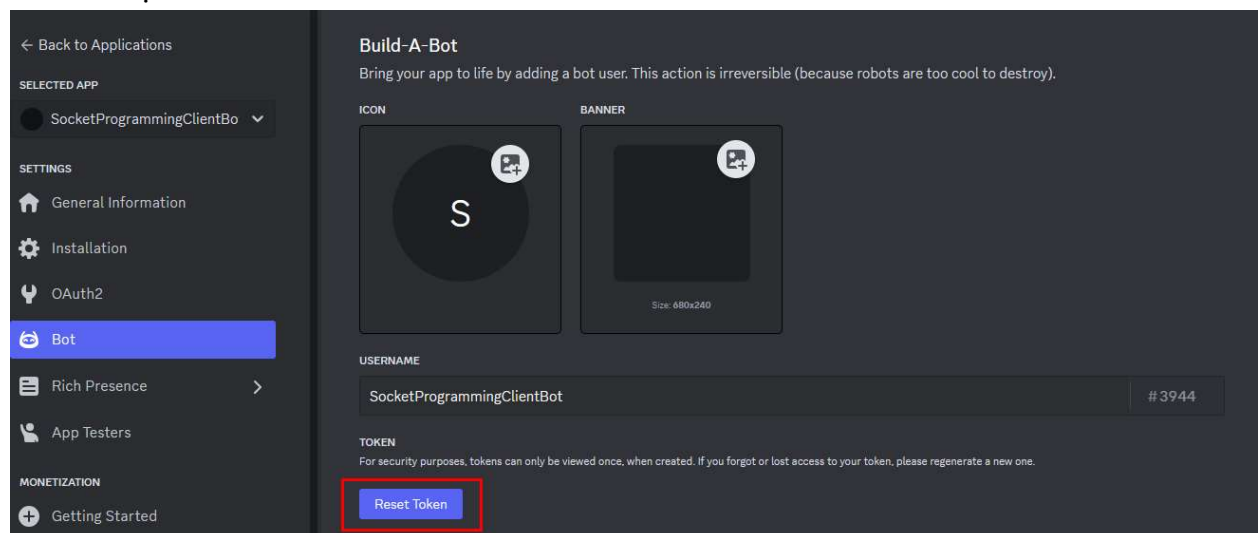 ← Back to Applications
SELECTED APP
SocketProgrammingClientBo
SETTINGS
General Information
Installation
OAuth2
Bot
Rich Presence
App Testers
MONETIZATION
Getting Started
Build-A-Bot
Bring your app to life by adding a bot user. This action is irreversible (because robots are too cool to destroy).
ICON BANNER
S
Size: 680x240
USERNAME
SocketProgrammingClientBot #3944
TOKEN
For security purposes, tokens can only be viewed once, when created. If you forgot or lost access to your token, please regenerate a new one.
Reset Token